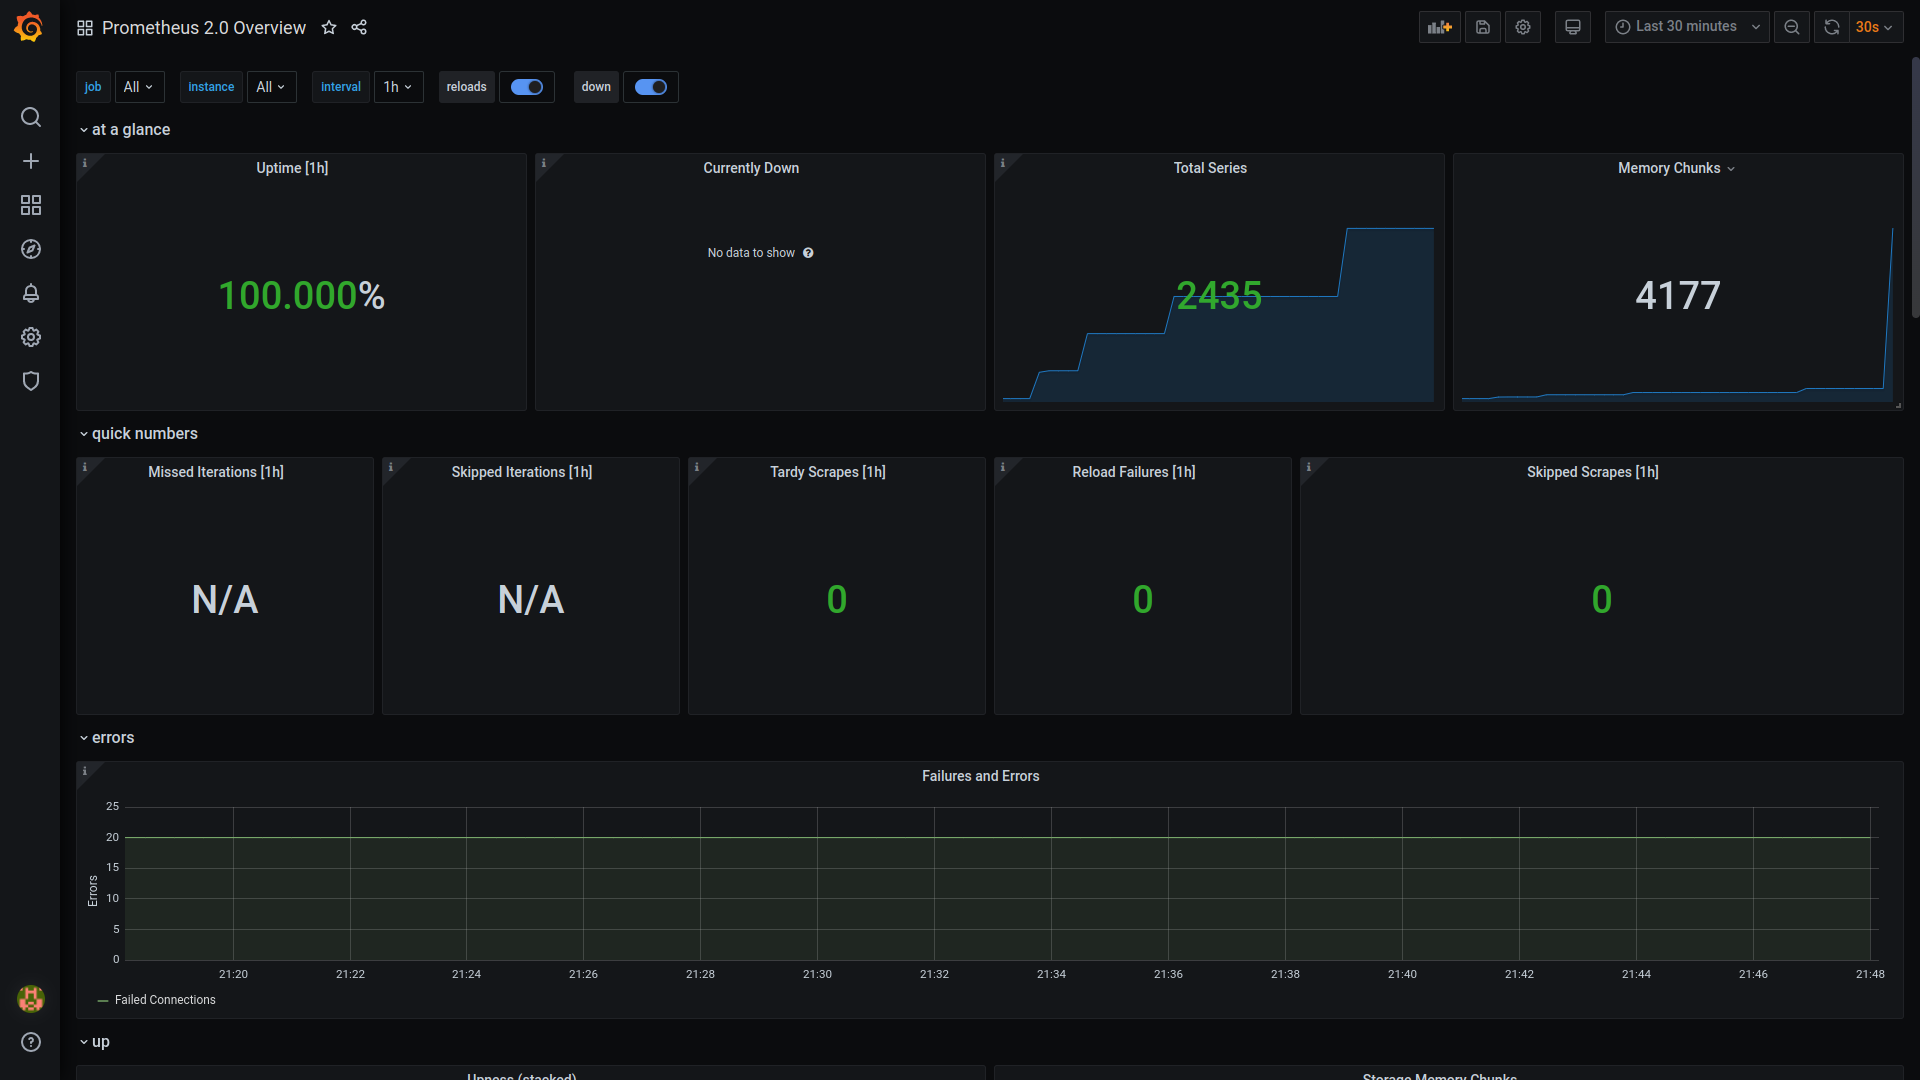 Prometheus 2.0 Overview
Last 30 minutes
30s
job All
instance All
interval 1h
reloads
down
at a glance
Uptime [1h]
100.000%
Currently Down
No data to show
Total Series
2435
Memory Chunks
4177
quick numbers
Missed Iterations [1h]
N/A
Skipped Iterations [1h]
N/A
Tardy Scrapes [1h]
0
Reload Failures [1h]
0
Skipped Scrapes [1h]
0
errors
Failures and Errors
Errors
25
20
15
10
5
0
21:20 21:22 21:24 21:26 21:28 21:30 21:32 21:34 21:36 21:38 21:40 21:42 21:44 21:46 21:48
Failed Connections
up
Upness (stacked)
Storage Memory Chunks